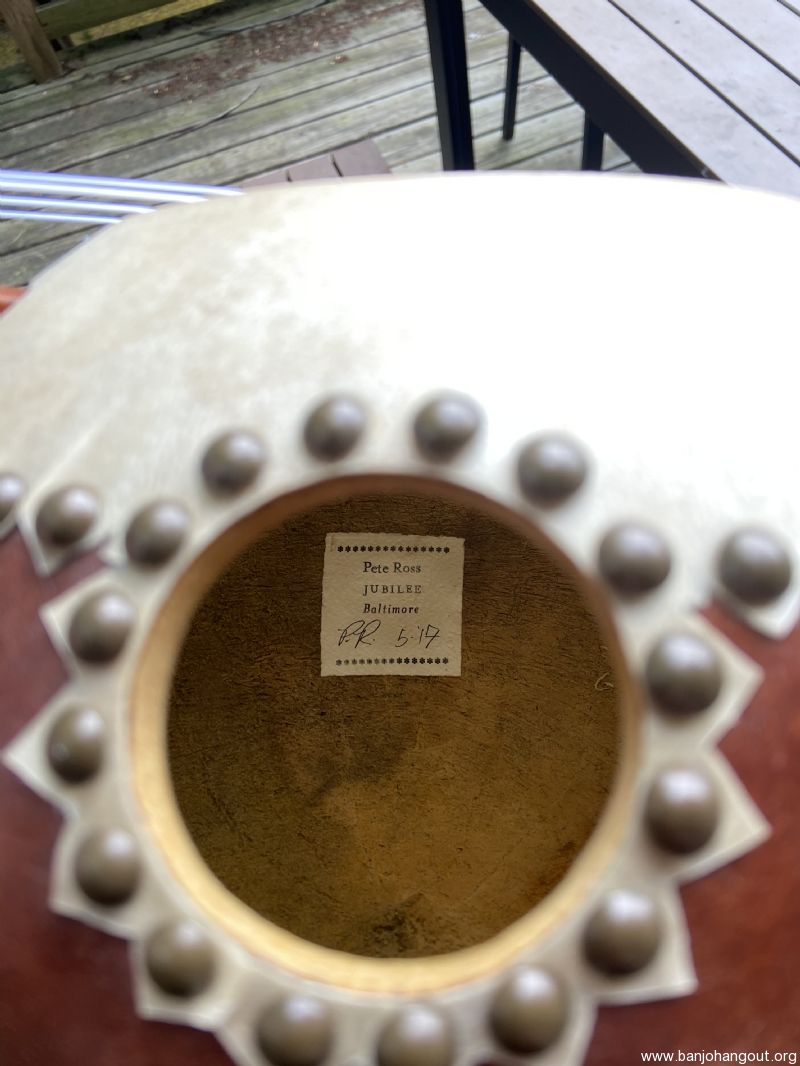 Pete Ross
JUBILEE
Baltimore
P.R. 5.17
www.banjohangout.org